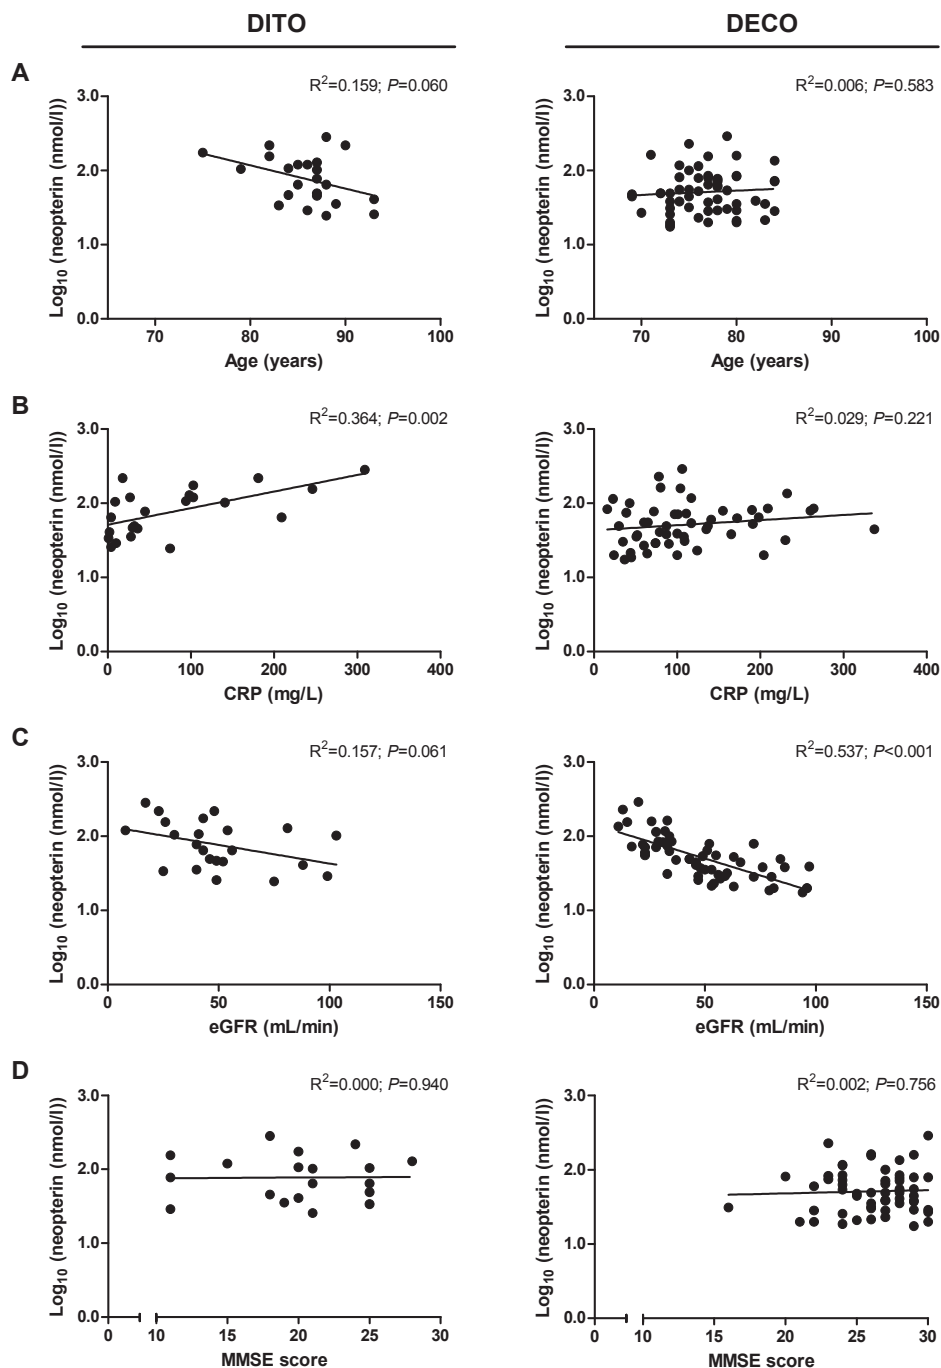 DITO
DECO
A
R²=0.159; P=0.060
Log₁₀ (neopterin (nmol/l))
3.0
2.0
1.0
0.0
70 80 90 100
Age (years)
R²=0.006; P=0.583
Log₁₀ (neopterin (nmol/l))
3.0
2.0
1.0
0.0
70 80 90 100
Age (years)
B
R²=0.364; P=0.002
Log₁₀ (neopterin (nmol/l))
3.0
2.0
1.0
0.0
0 100 200 300 400
CRP (mg/L)
R²=0.029; P=0.221
Log₁₀ (neopterin (nmol/l))
3.0
2.0
1.0
0.0
0 100 200 300 400
CRP (mg/L)
C
R²=0.157; P=0.061
Log₁₀ (neopterin (nmol/l))
3.0
2.0
1.0
0.0
0 50 100 150
eGFR (mL/min)
R²=0.537; P<0.001
Log₁₀ (neopterin (nmol/l))
3.0
2.0
1.0
0.0
0 50 100 150
eGFR (mL/min)
D
R²=0.000; P=0.940
Log₁₀ (neopterin (nmol/l))
3.0
2.0
1.0
0.0
0 10 15 20 25 30
MMSE score
R²=0.002; P=0.756
Log₁₀ (neopterin (nmol/l))
3.0
2.0
1.0
0.0
0 10 15 20 25 30
MMSE score